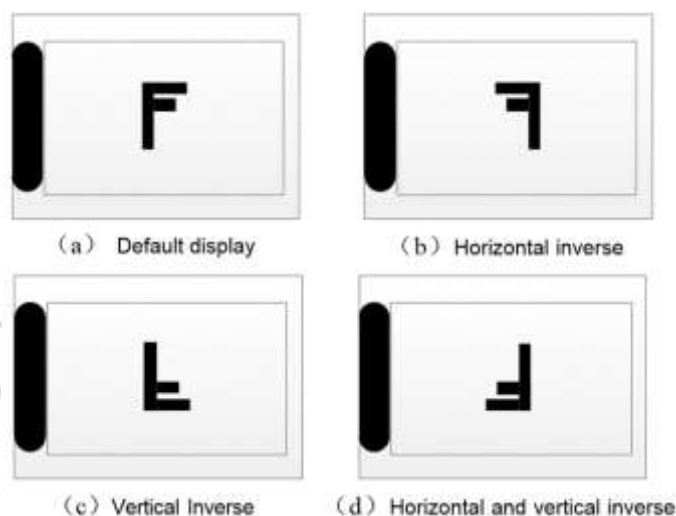 F
(a) Default display
(b) Horizontal inverse
(c) Vertical Inverse
(d) Horizontal and vertical inverse